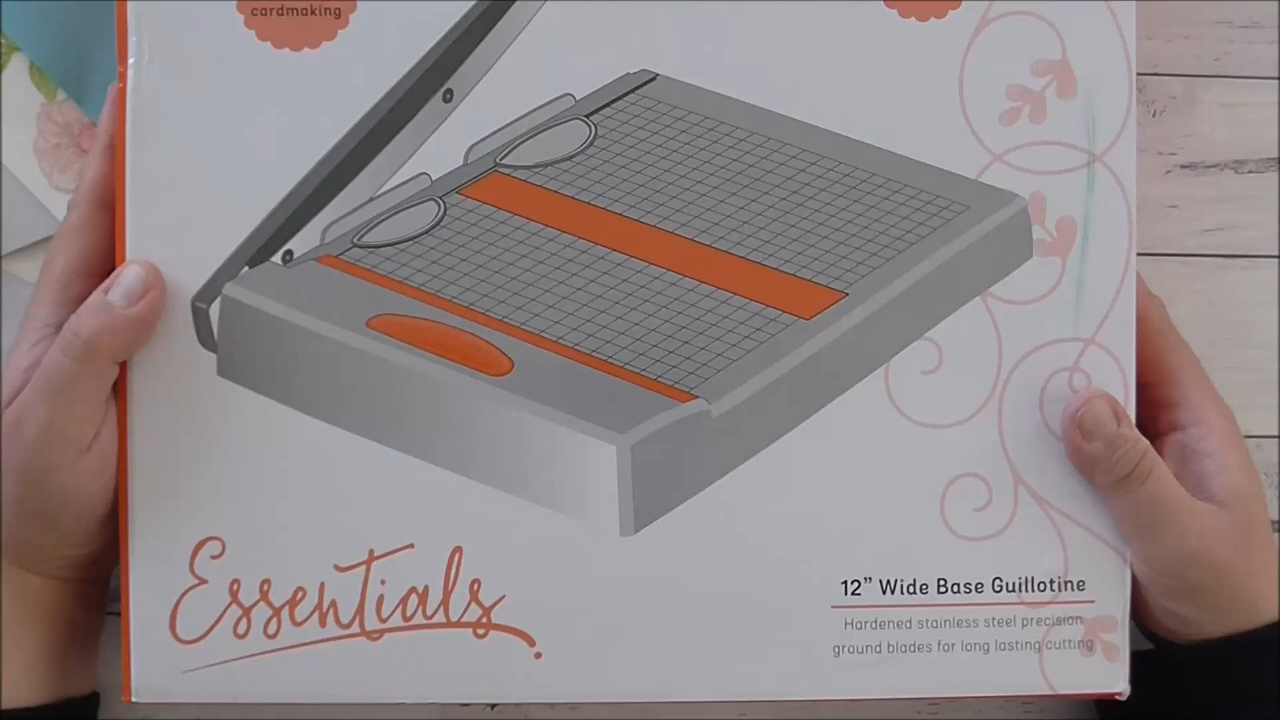 cardmaking
Essentials
12” Wide Base Guillotine
Hardened stainless steel precision
ground blades for long lasting cutting